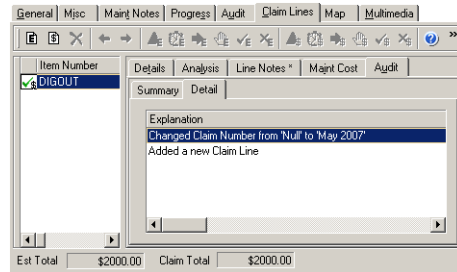 General Misc Maint Notes Progress Audit Claim Lines Map Multimedia
Item Number
DIGOUT
Details Analysis Line Notes * Maint Cost Audit
Summary Detail
Explanation
Changed Claim Number from 'Null' to 'May 2007'
Added a new Claim Line
Est Total $2000.00 Claim Total $2000.00